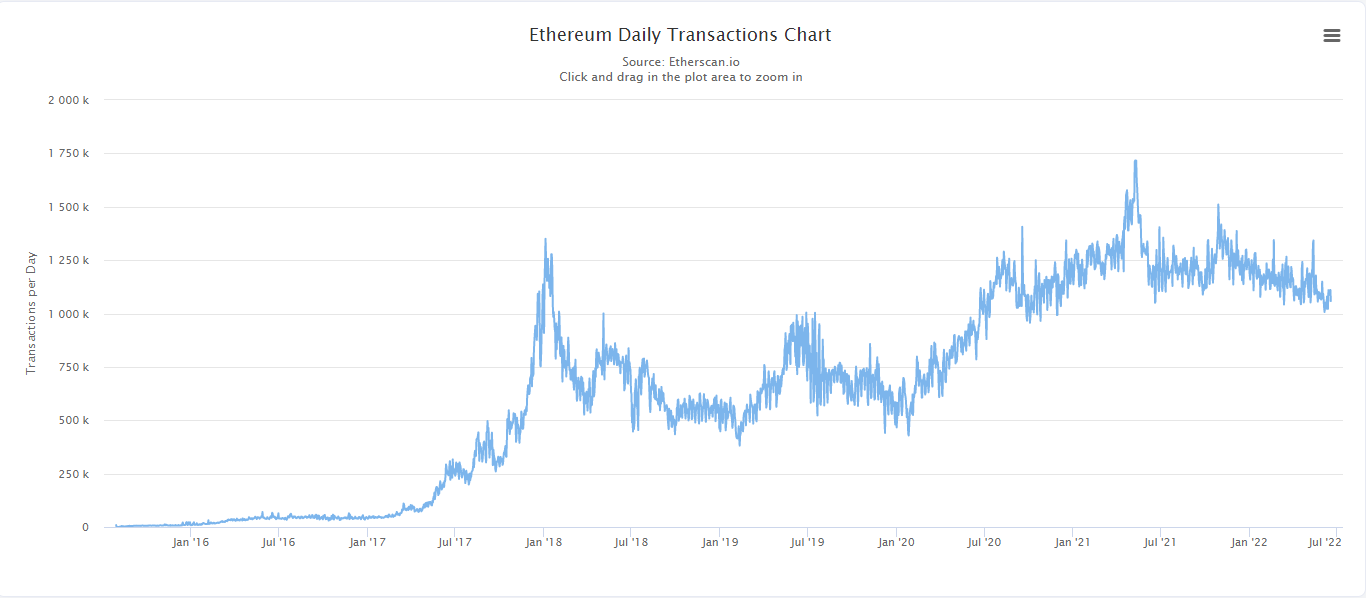 Ethereum Daily Transactions Chart
Source: Etherscan.io
Click and drag in the plot area to zoom in
Transactions per Day
2 000 k
1 750 k
1 500 k
1 250 k
1 000 k
750 k
500 k
250 k
0
Jan '16 Jul '16 Jan '17 Jul '17 Jan '18 Jul '18 Jan '19 Jul '19 Jan '20 Jul '20 Jan '21 Jul '21 Jan '22 Jul '22